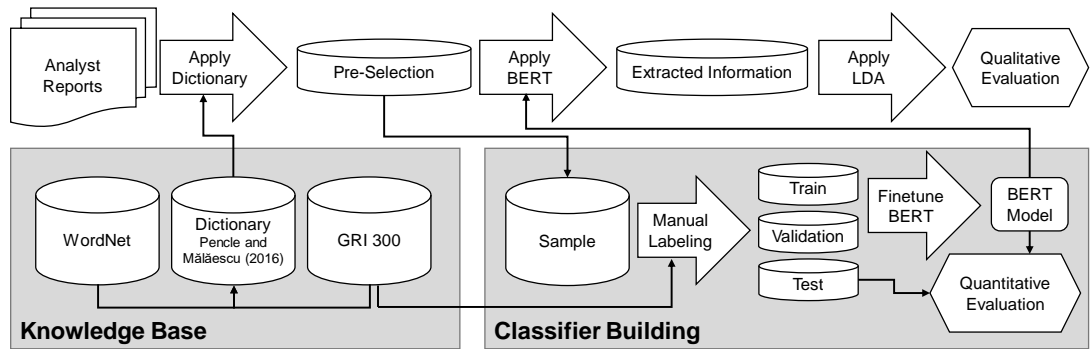 Analyst
Reports
Apply
Dictionary
Pre-Selection
Apply
BERT
Extracted Information
Apply
LDA
Qualitative
Evaluation
WordNet
Dictionary
Pencle and
Mălăescu (2016)
GRI 300
Knowledge Base
Sample
Manual
Labeling
Train
Validation
Test
Finetune
BERT
BERT
Model
Quantitative
Evaluation
Classifier Building